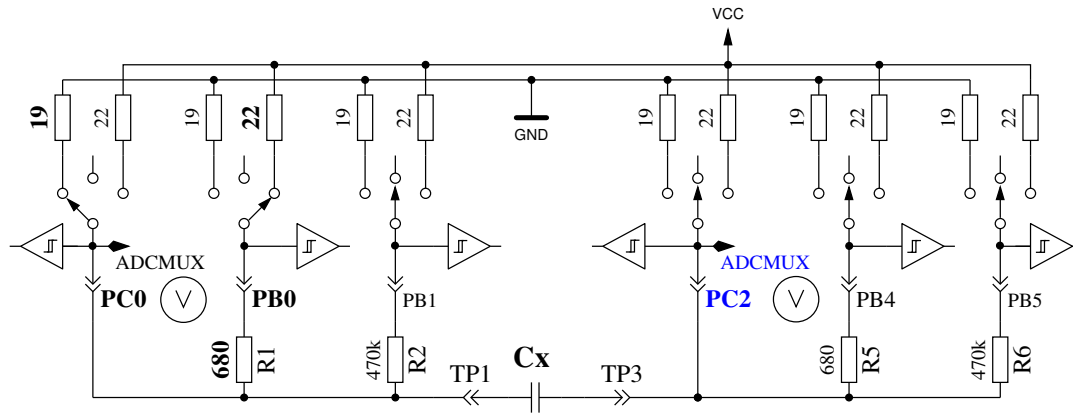 VCC
19
22
19
22
19
22
GND
19
22
19
22
19
22
ADCMUX
PC0
V
PB0
PB1
ADCMUX
PC2
V
PB4
PB5
680
R1
470k
R2
TP1
Cx
TP3
680
R5
470k
R6